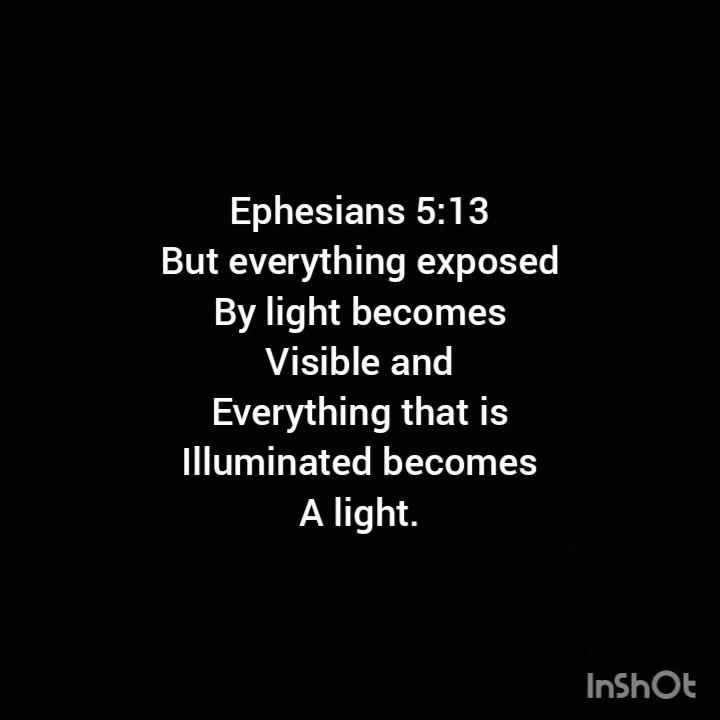 Ephesians 5:13
But everything exposed
By light becomes
Visible and
Everything that is
Illuminated becomes
A light.
InShOt